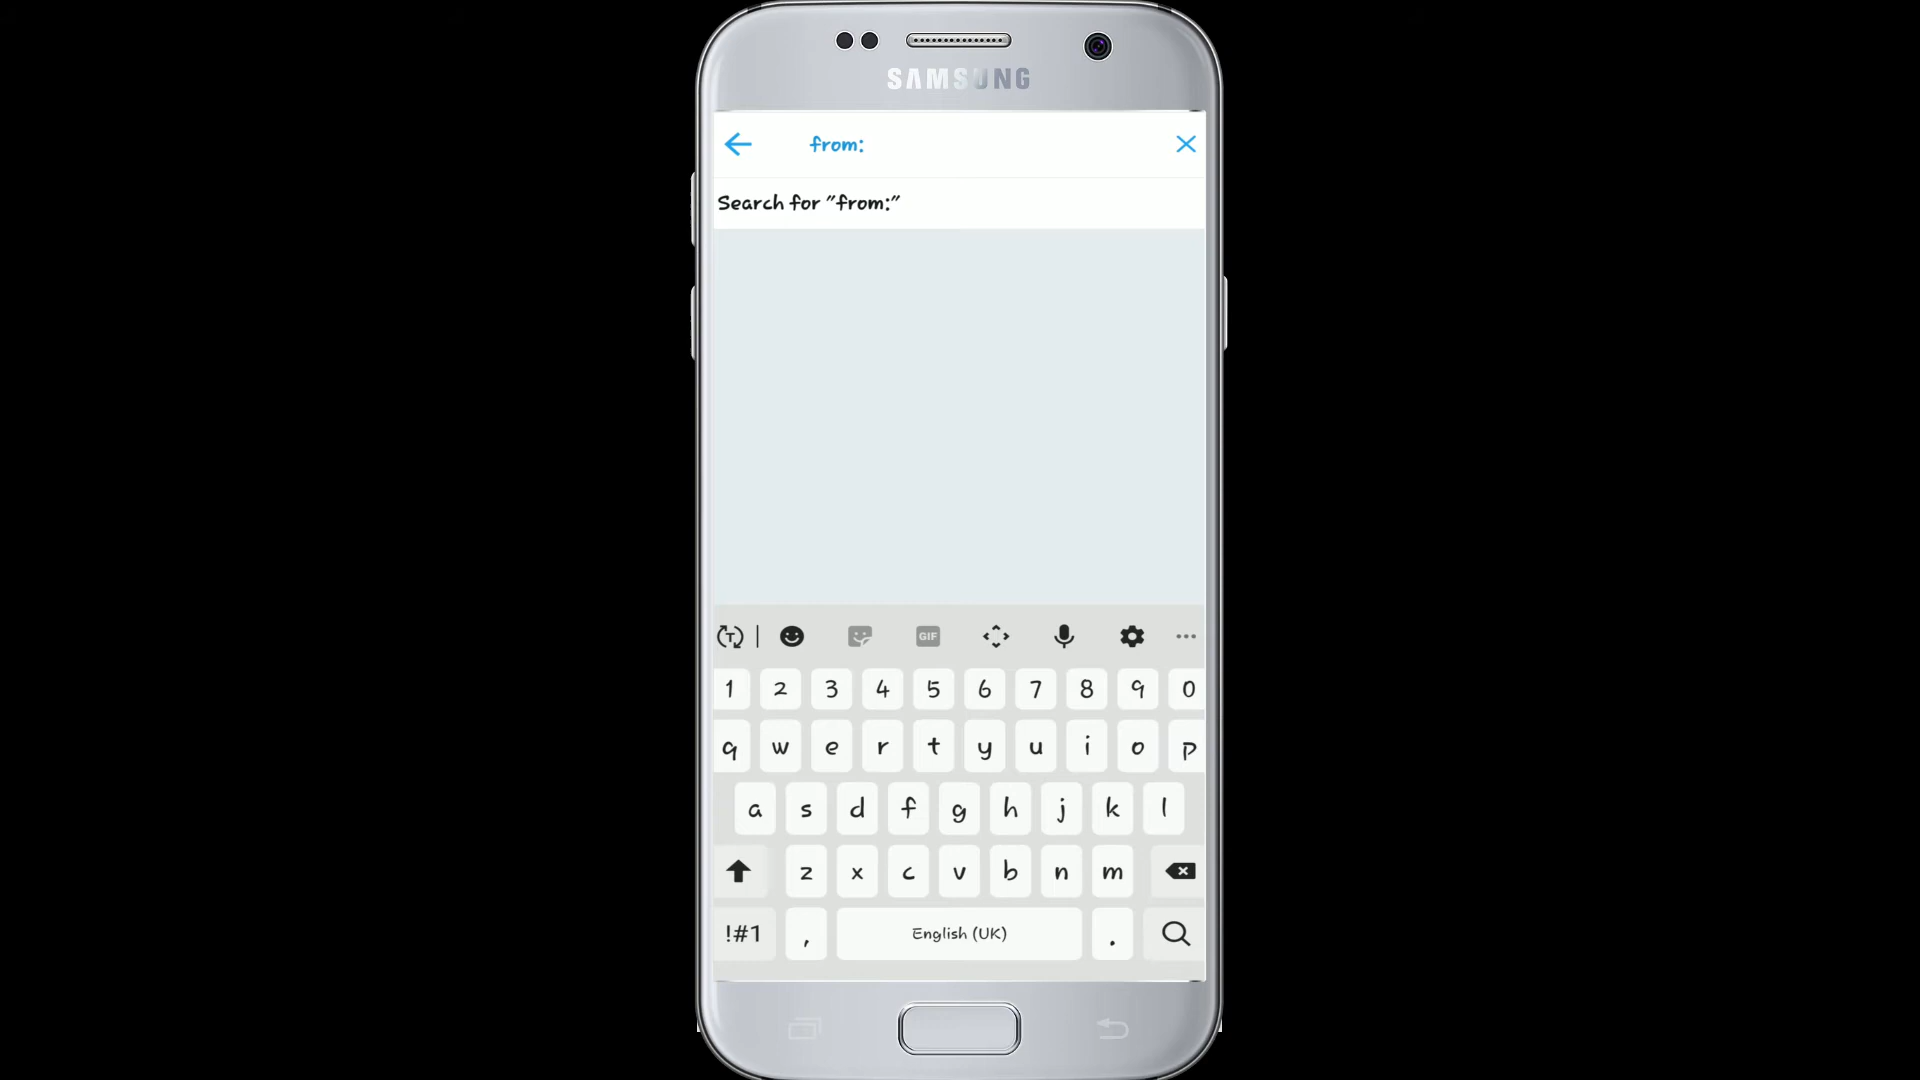 SAMSUNG
from:
Search for "from:"
T GIF
1 2 3 4 5 6 7 8 9 0
q w e r t y u i o p
a s d f g h j k l
z x c v b n m
!#1 , English (UK) .